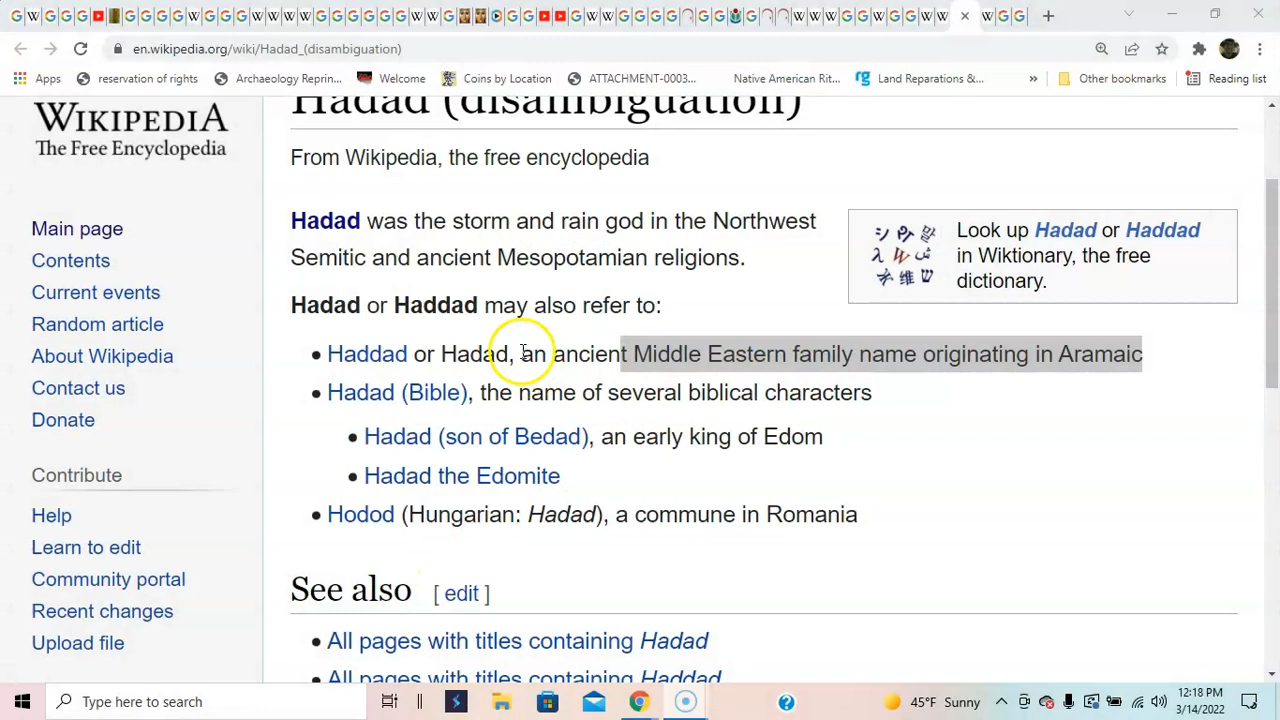 en.wikipedia.org/wiki/Hadad_(disambiguation)
Apps reservation of rights Archaeology Reprin... Welcome Coins by Location ATTACHMENT-0003... Native American Rit... Land Reparations &... » Other bookmarks Reading list
WIKIPEDIA
The Free Encyclopedia
Main page
Contents
Current events
Random article
About Wikipedia
Contact us
Donate
Contribute
Help
Learn to edit
Community portal
Recent changes
Upload file
Hadad (disambiguation)
From Wikipedia, the free encyclopedia
Hadad was the storm and rain god in the Northwest
Semitic and ancient Mesopotamian religions.
Look up Hadad or Haddad
in Wiktionary, the free
dictionary.
Hadad or Haddad may also refer to:
• Haddad or Hadad, an ancient Middle Eastern family name originating in Aramaic
• Hadad (Bible), the name of several biblical characters
• Hadad (son of Bedad), an early king of Edom
• Hadad the Edomite
• Hodod (Hungarian: Hadad), a commune in Romania
See also [ edit ]
• All pages with titles containing Hadad
• All pages with titles containing Haddad
Type here to search
45°F Sunny
12:18 PM
3/14/2022